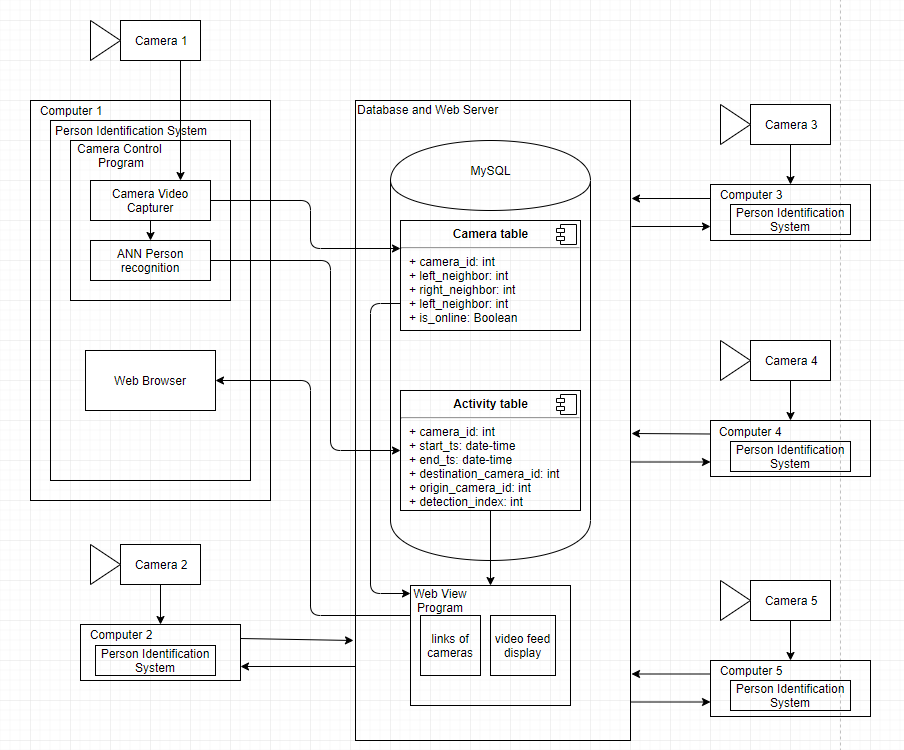 Camera 1
Computer 1
Person Identification System
Camera Control
Program
Camera Video
Capturer
ANN Person
recognition
Web Browser
Camera 2
Computer 2
Person Identification
System
Database and Web Server
MySQL
Camera table
+ camera_id: int
+ left_neighbor: int
+ right_neighbor: int
+ left_neighbor: int
+ is_online: Boolean
Activity table
+ camera_id: int
+ start_ts: date-time
+ end_ts: date-time
+ destination_camera_id: int
+ origin_camera_id: int
+ detection_index: int
Web View
Program
links of
cameras
video feed
display
Camera 3
Computer 3
Person Identification
System
Camera 4
Computer 4
Person Identification
System
Camera 5
Computer 5
Person Identification
System